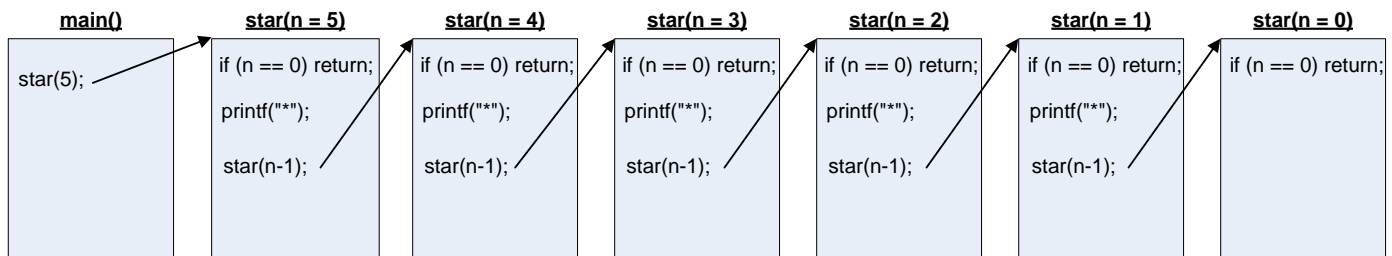 main()
star(5);
star(n = 5)
if (n == 0) return;
printf("*");
star(n-1);
star(n = 4)
if (n == 0) return;
printf("*");
star(n-1);
star(n = 3)
if (n == 0) return;
printf("*");
star(n-1);
star(n = 2)
if (n == 0) return;
printf("*");
star(n-1);
star(n = 1)
if (n == 0) return;
printf("*");
star(n-1);
star(n = 0)
if (n == 0) return;